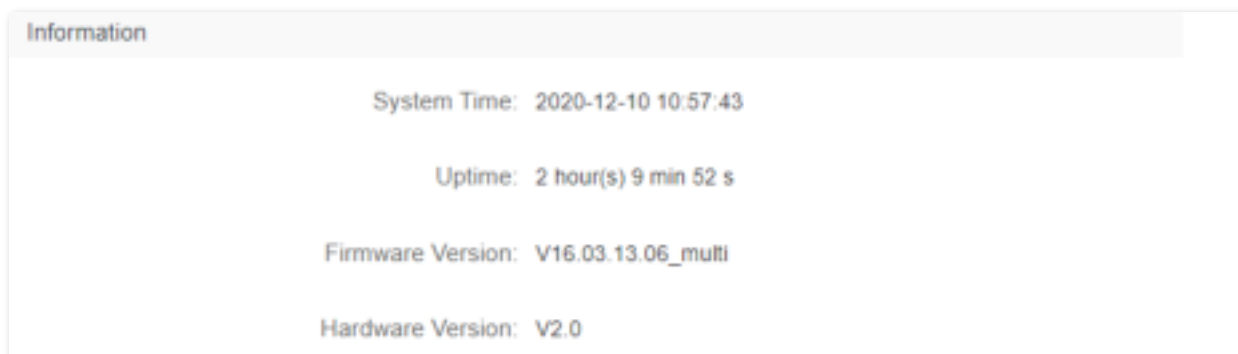 Information
System Time: 2020-12-10 10:57:43
Uptime: 2 hour(s) 9 min 52 s
Firmware Version: V16.03.13.06_multi
Hardware Version: V2.0